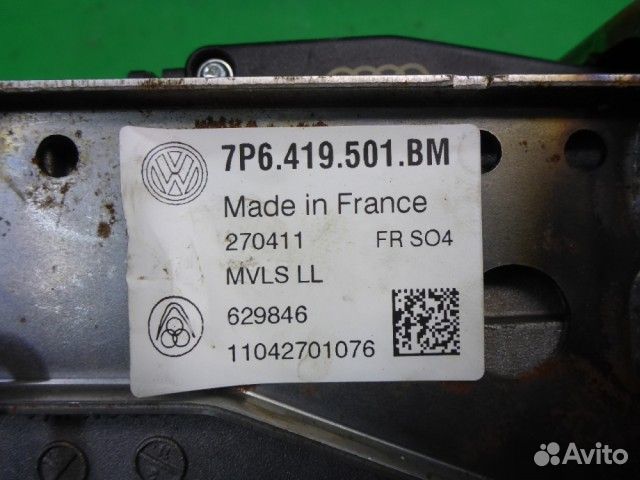 7P6.419.501.BM
Made in France
270411 FR SO4
MVLS LL
629846
11042701076
Avito